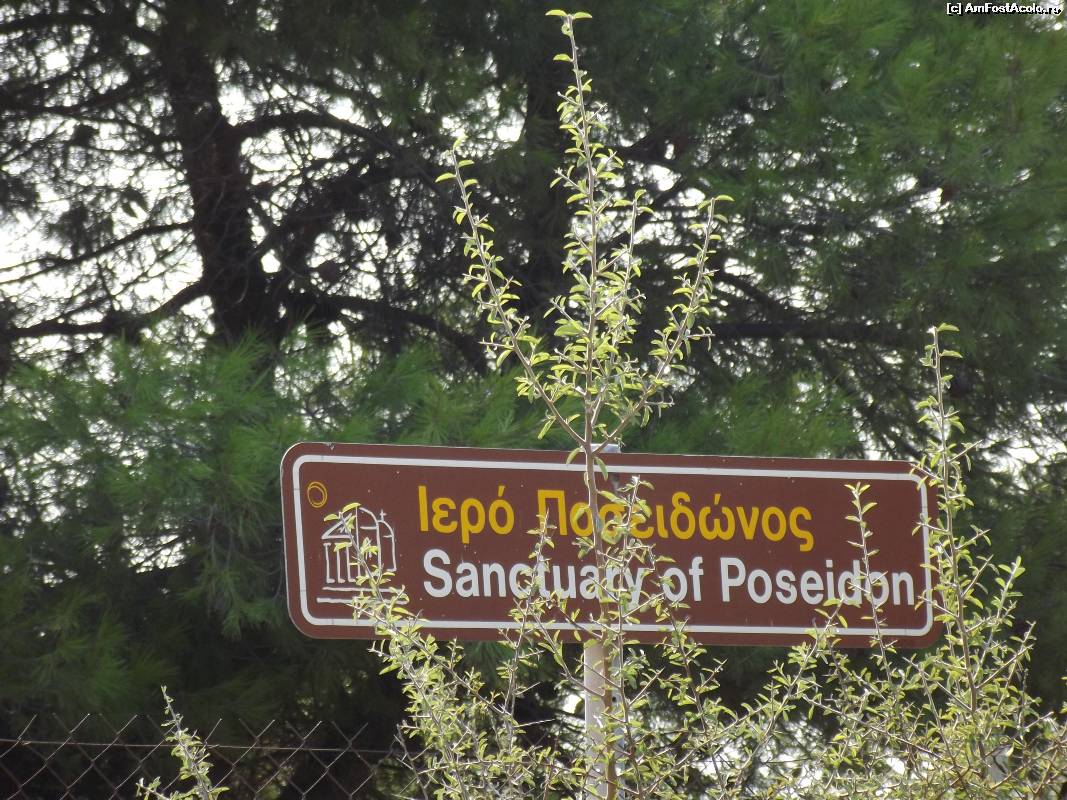 [c] AmFostAcolo.ro
Ιερό Ποσειδώνος
Sanctuary of Poseidon